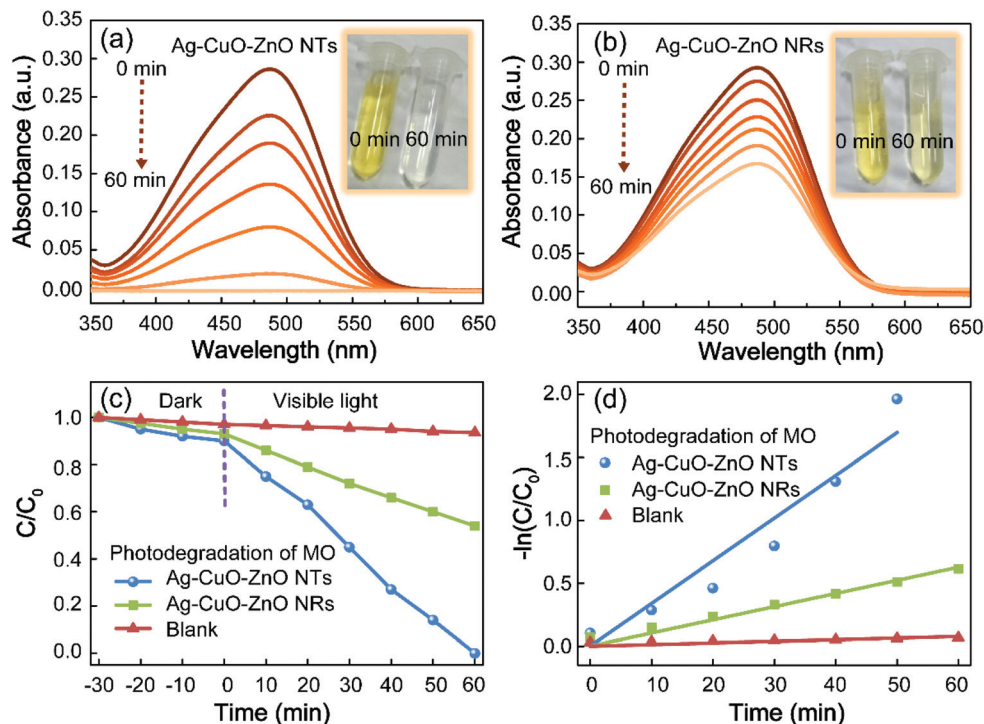 (a)
Ag-CuO-ZnO NTs
0 min
60 min
0 min
60 min
0.35
0.30
0.25
0.20
0.15
0.10
0.05
0.00
Absorbance (a.u.)
350
400
450
500
550
600
650
Wavelength (nm)
(b)
Ag-CuO-ZnO NRs
0 min
60 min
0 min
60 min
0.35
0.30
0.25
0.20
0.15
0.10
0.05
0.00
Absorbance (a.u.)
350
400
450
500
550
600
650
Wavelength (nm)
(c)
Dark
Visible light
1.0
0.8
0.6
0.4
0.2
0.0
C/C0
Photodegradation of MO
Ag-CuO-ZnO NTs
Ag-CuO-ZnO NRs
Blank
-30
-20
-10
0
10
20
30
40
50
60
Time (min)
(d)
2.0
1.5
1.0
0.5
0.0
-ln(C/C0)
Photodegradation of MO
Ag-CuO-ZnO NTs
Ag-CuO-ZnO NRs
Blank
0
10
20
30
40
50
60
Time (min)